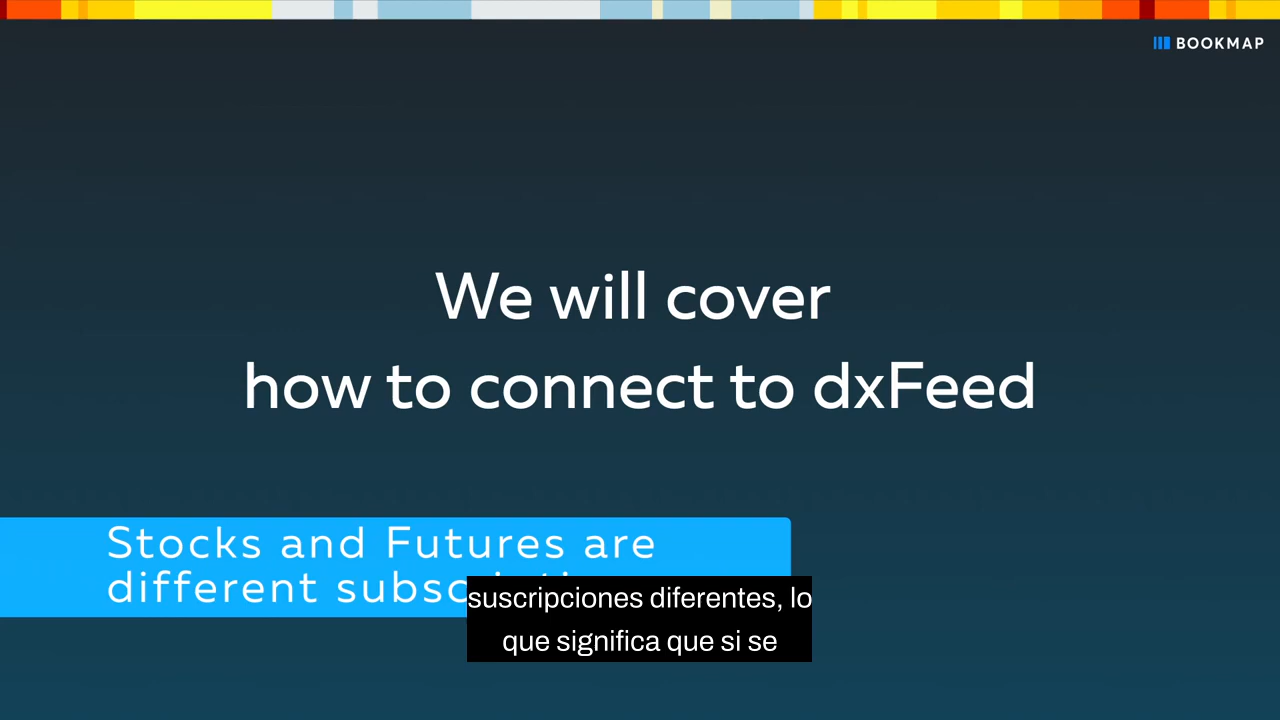 BOOKMAP
We will cover
how to connect to dxFeed
Stocks and Futures are
different
suscripciones diferentes, lo
que significa que si se